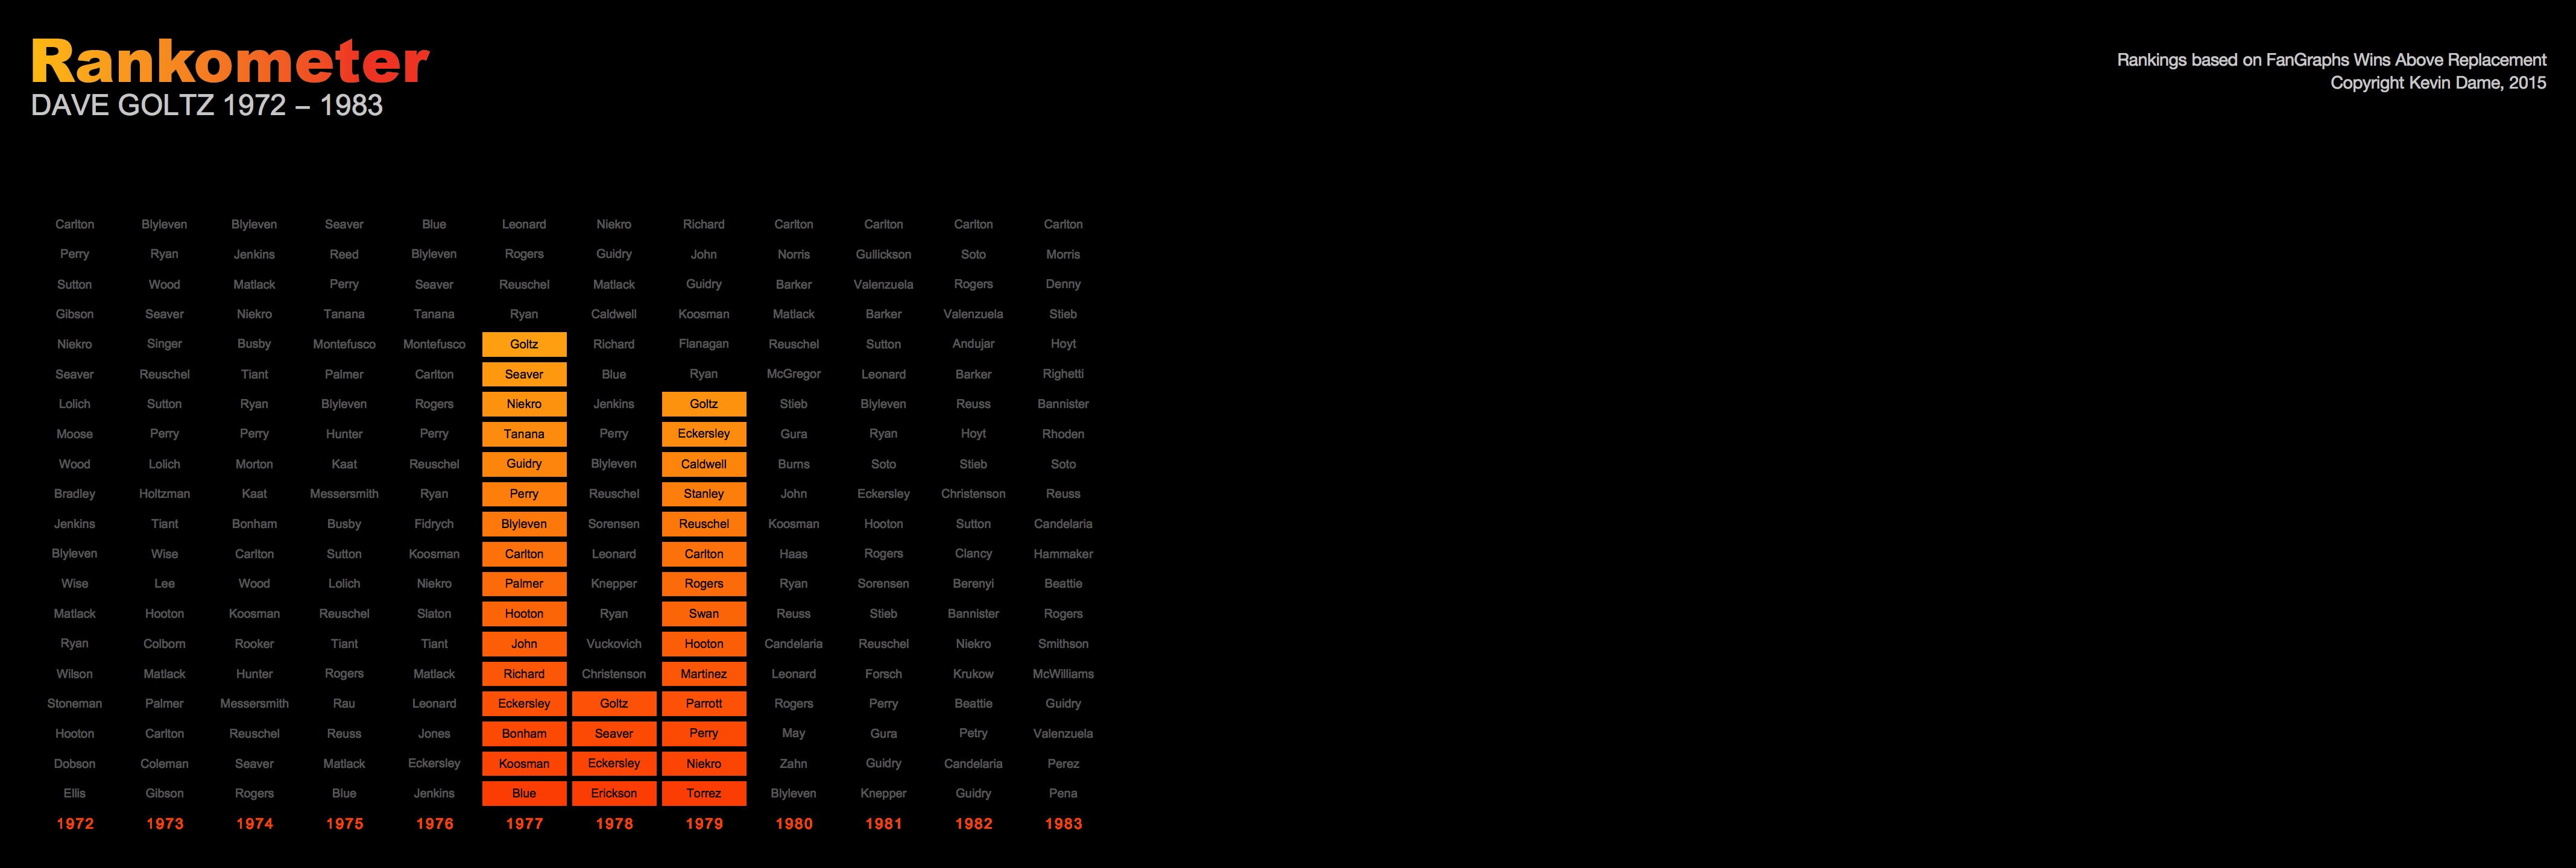 Rankometer
DAVE GOLTZ 1972 – 1983
Rankings based on FanGraphs Wins Above Replacement
Copyright Kevin Dame, 2015
Carlton Blyleven Blyleven Seaver Blue Leonard Niekro Richard Carlton Carlton Carlton Carlton
Perry Ryan Jenkins Reed Blyleven Rogers Guidry John Norris Gullickson Soto Morris
Sutton Wood Matlack Perry Seaver Reuschel Matlack Guidry Barker Valenzuela Rogers Denny
Gibson Seaver Niekro Tanana Tanana Ryan Caldwell Koosman Matlack Barker Valenzuela Stieb
Niekro Singer Busby Montefusco Montefusco Goltz Richard Flanagan Reuschel Sutton Andujar Hoyt
Seaver Reuschel Tiant Palmer Carlton Seaver Blue Ryan McGregor Leonard Barker Righetti
Lolich Sutton Ryan Blyleven Rogers Niekro Jenkins Goltz Stieb Blyleven Reuss Bannister
Moose Perry Perry Hunter Perry Tanana Perry Eckersley Gura Ryan Hoyt Rhoden
Wood Lolich Morton Kaat Reuschel Guidry Blyleven Caldwell Burns Soto Stieb Soto
Bradley Holtzman Kaat Messersmith Ryan Perry Reuschel Stanley John Eckersley Christenson Reuss
Jenkins Tiant Bonham Busby Fidrych Blyleven Sorensen Reuschel Koosman Hooton Sutton Candelaria
Blyleven Wise Carlton Sutton Koosman Carlton Leonard Carlton Haas Rogers Clancy Hammaker
Wise Lee Wood Lolich Niekro Palmer Knepper Rogers Ryan Sorensen Berenyi Beattie
Matlack Hooton Koosman Reuschel Slaton Hooton Ryan Swan Reuss Stieb Bannister Rogers
Ryan Colborn Rooker Tiant Tiant John Vuckovich Hooton Candelaria Reuschel Niekro Smithson
Wilson Matlack Hunter Rogers Matlack Richard Christenson Martinez Leonard Forsch Krukow McWilliams
Stoneman Palmer Messersmith Rau Leonard Eckersley Goltz Parrott Rogers Perry Beattie Guidry
Hooton Carlton Reuschel Reuss Jones Bonham Seaver Perry May Gura Petry Valenzuela
Dobson Coleman Seaver Matlack Eckersley Koosman Eckersley Niekro Zahn Guidry Candelaria Perez
Ellis Gibson Rogers Blue Jenkins Blue Erickson Torrez Blyleven Knepper Guidry Pena
1972 1973 1974 1975 1976 1977 1978 1979 1980 1981 1982 1983